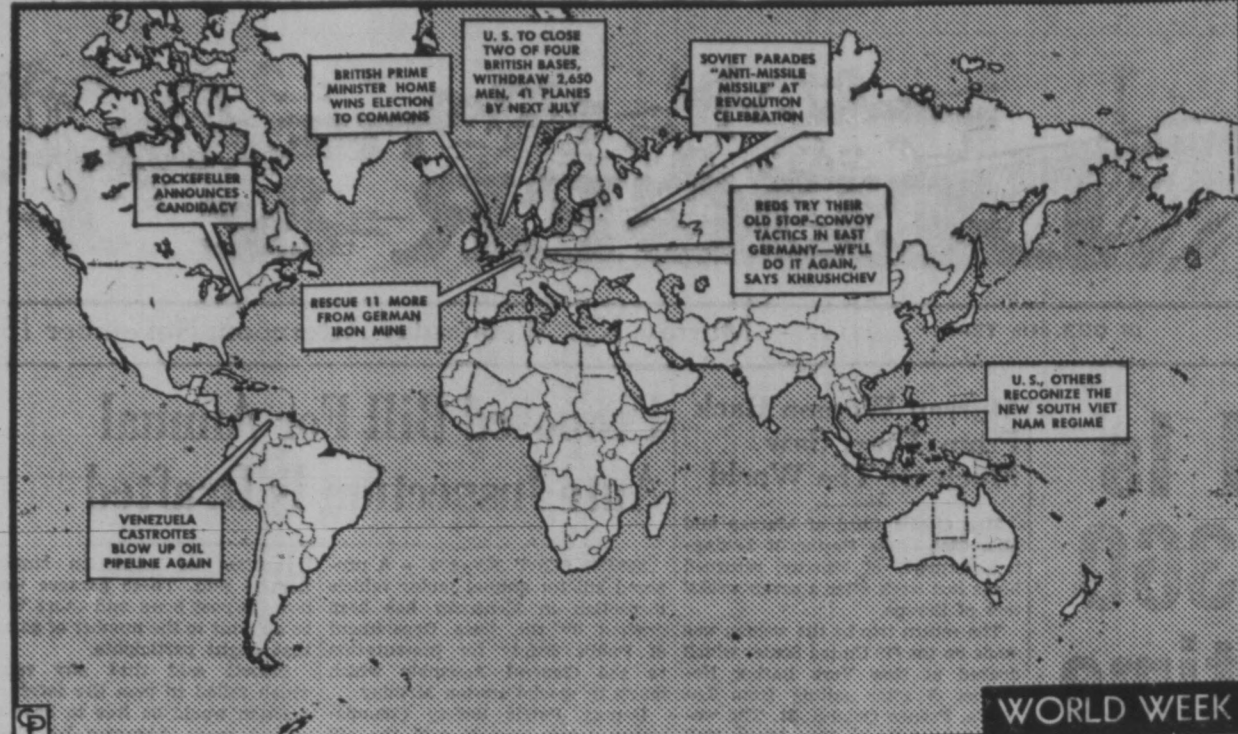 BRITISH PRIME
MINISTER HOME
WINS ELECTION
TO COMMONS
U. S. TO CLOSE
TWO OF FOUR
BRITISH BASES,
WITHDRAW 2,650
MEN, 41 PLANES
BY NEXT JULY
SOVIET PARADES
"ANTI-MISSILE
MISSILE" AT
REVOLUTION
CELEBRATION
ROCKEFELLER
ANNOUNCES
CANDIDACY
REDS TRY THEIR
OLD STOP-CONVOY
TACTICS IN EAST
GERMANY—WE'LL
DO IT AGAIN,
SAYS KHRUSHCHEV
RESCUE 11 MORE
FROM GERMAN
IRON MINE
U. S., OTHERS
RECOGNIZE THE
NEW SOUTH VIET
NAM REGIME
VENEZUELA
CASTROITES
BLOW UP OIL
PIPELINE AGAIN
CP
WORLD WEEK